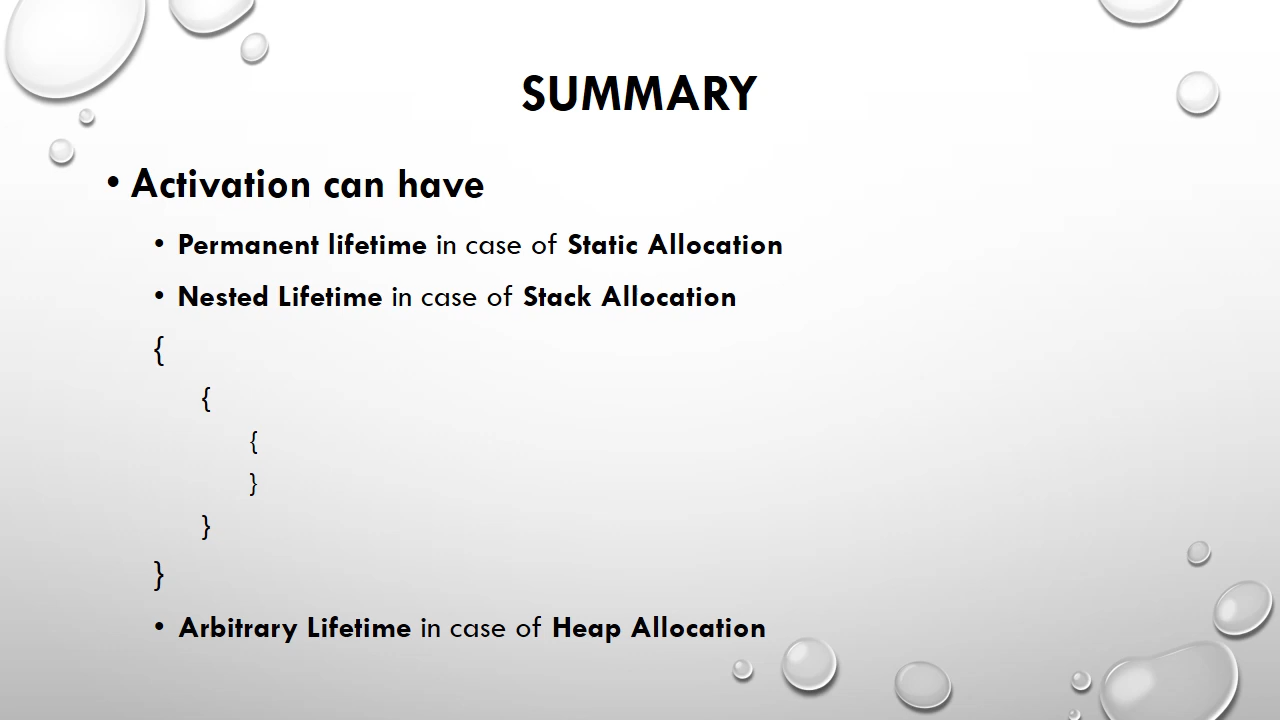 SUMMARY
• Activation can have
• Permanent lifetime in case of Static Allocation
• Nested Lifetime in case of Stack Allocation
{
{
{
}
}
}
• Arbitrary Lifetime in case of Heap Allocation